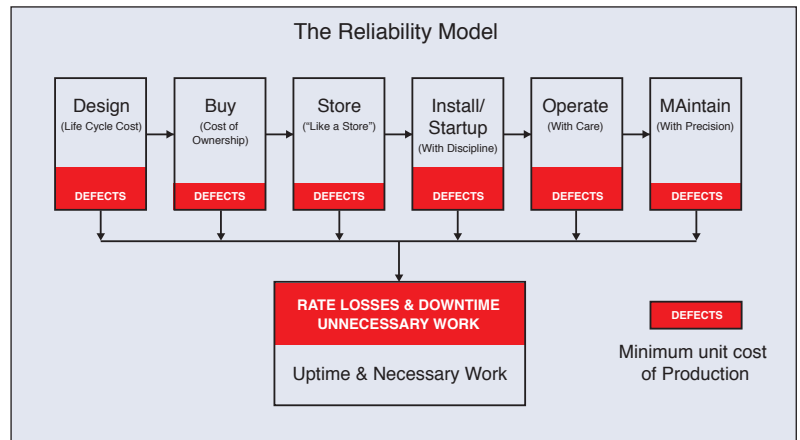 The Reliability Model
Design
(Life Cycle Cost)
DEFECTS
Buy
(Cost of
Ownership)
DEFECTS
Store
("Like a Store")
DEFECTS
Install/
Startup
(With Discipline)
DEFECTS
Operate
(With Care)
DEFECTS
MAintain
(With Precision)
DEFECTS
RATE LOSSES & DOWNTIME
UNNECESSARY WORK
Uptime & Necessary Work
DEFECTS
Minimum unit cost
of Production